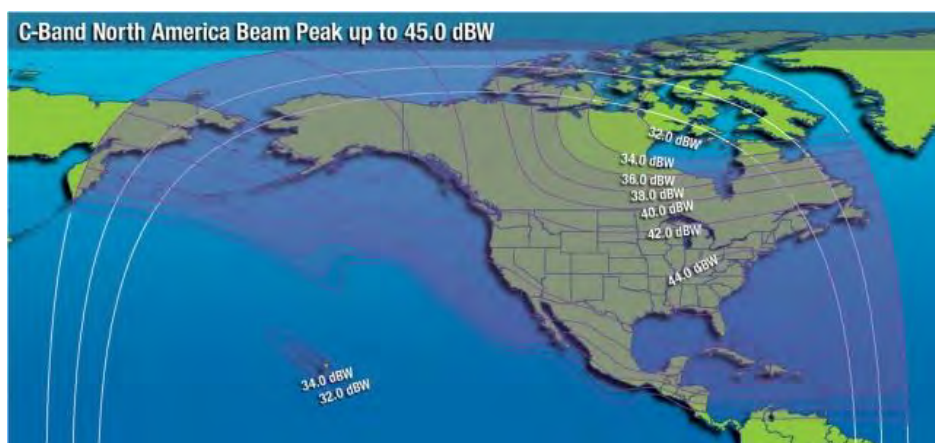 C-Band North America Beam Peak up to 45.0 dBW
32.0 dBW
34.0 dBW
36.0 dBW
38.0 dBW
40.0 dBW
42.0 dBW
44.0 dBW
34.0 dBW
32.0 dBW